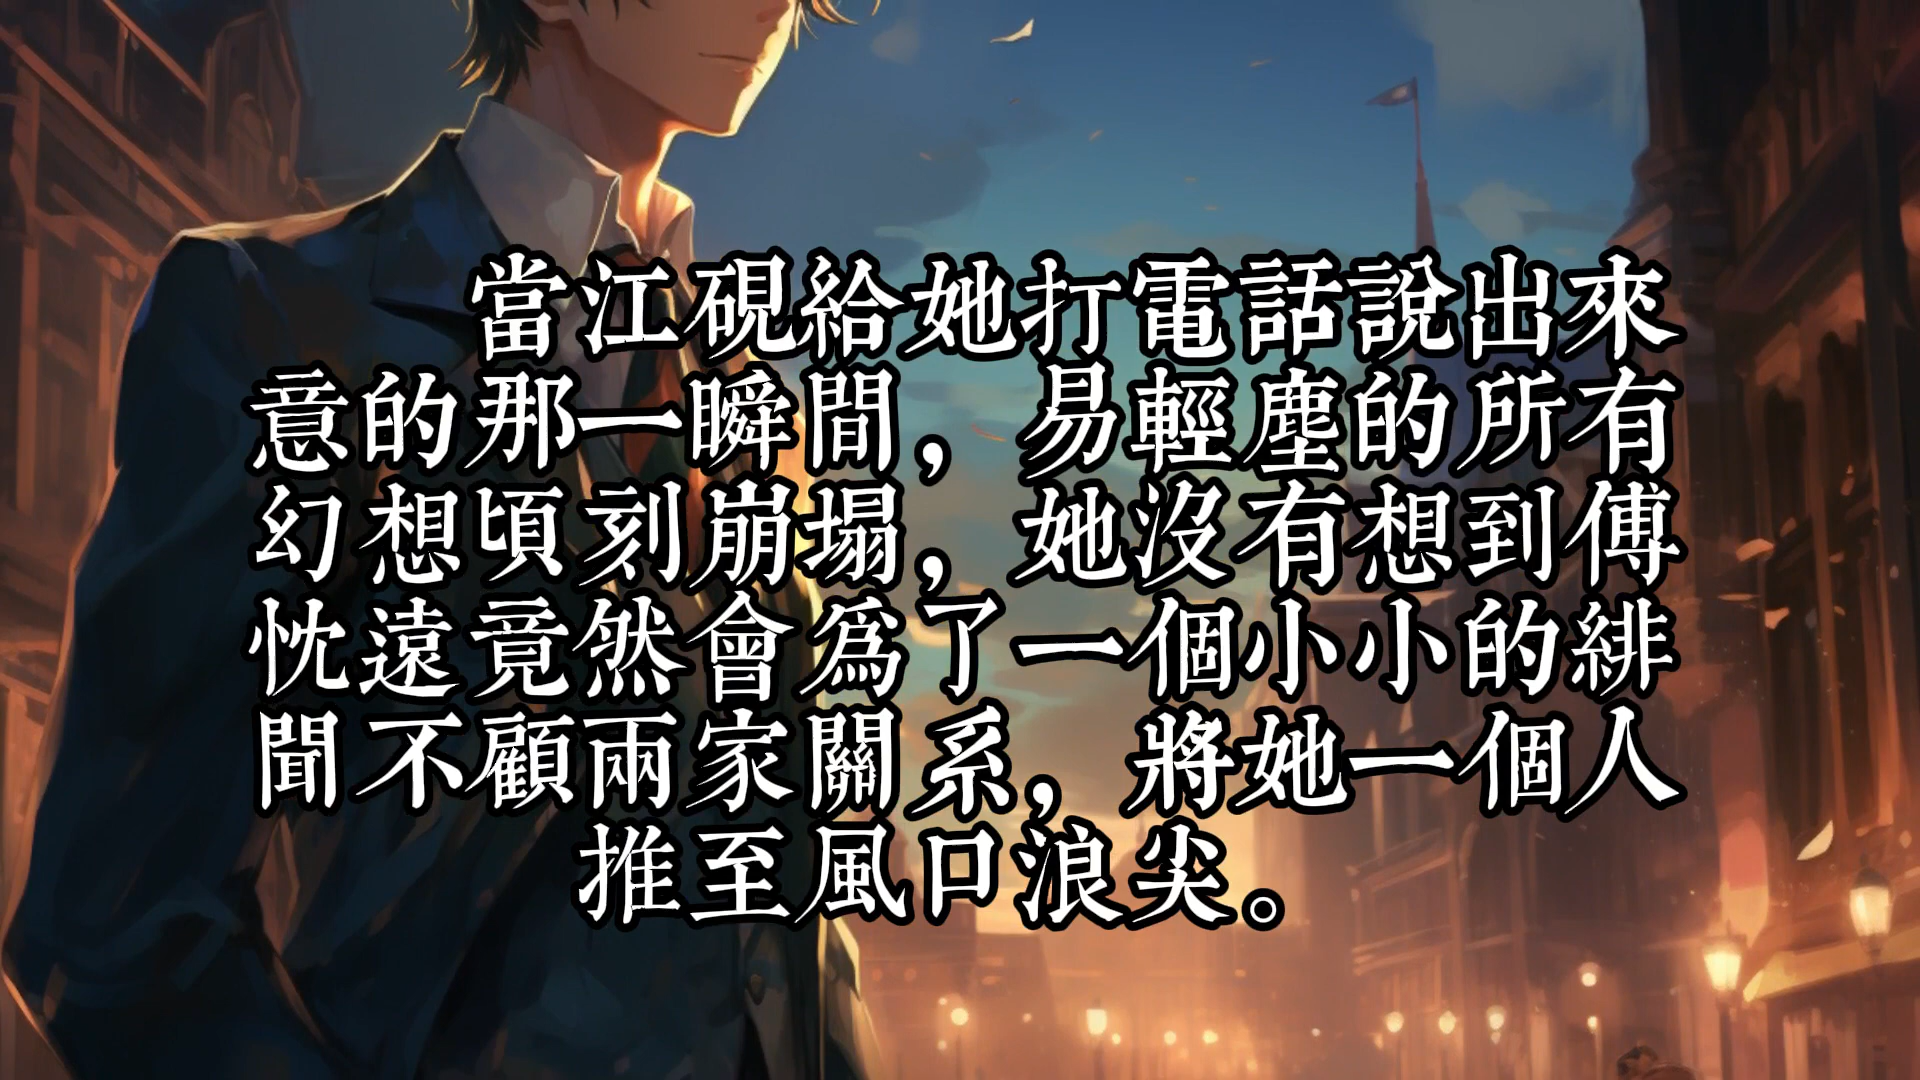 當江硯給她打電話說出來
意的那一瞬間，易輕塵的所有
幻想頃刻崩塌，她沒有想到傅
忱遠竟然會爲了一個小小的緋
聞不顧兩家關系，將她一個人
推至風口浪尖。